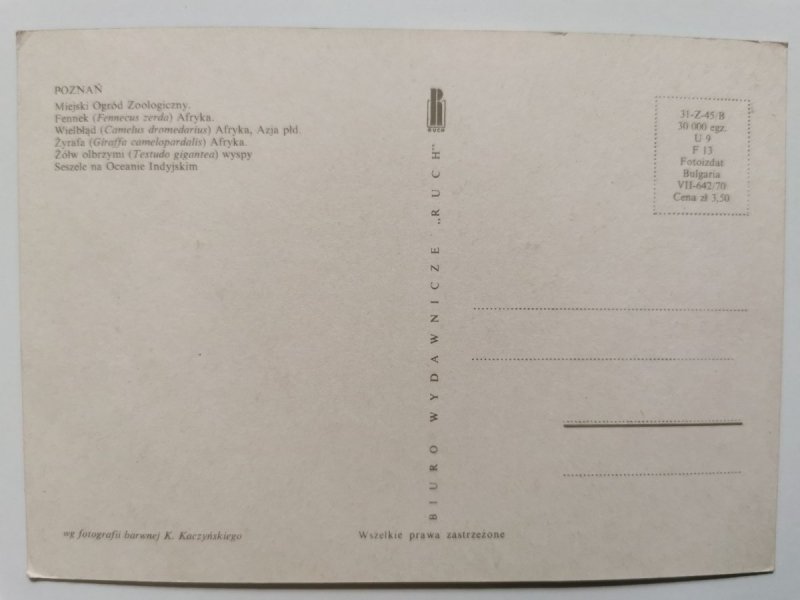 POZNAŃ
Miejski Ogród Zoologiczny.
Fennek (Fennecus zerda) Afryka.
Wielbłąd (Camelus dromedarius) Afryka, Azja płd.
Żyrafa (Giraffa camelopardalis) Afryka.
Żółw olbrzymi (Testudo gigantea) wyspy
Seszele na Oceanie Indyjskim
RUCH
BIURO WYDAWNICZE „RUCH”
31-Z-45/B
30 000 egz.
U 9
F 13
Fotoizdat
Bulgaria
VII-642/70
Cena zł 3,50
wg fotografii barwnej K. Kaczyńskiego
Wszelkie prawa zastrzeżone